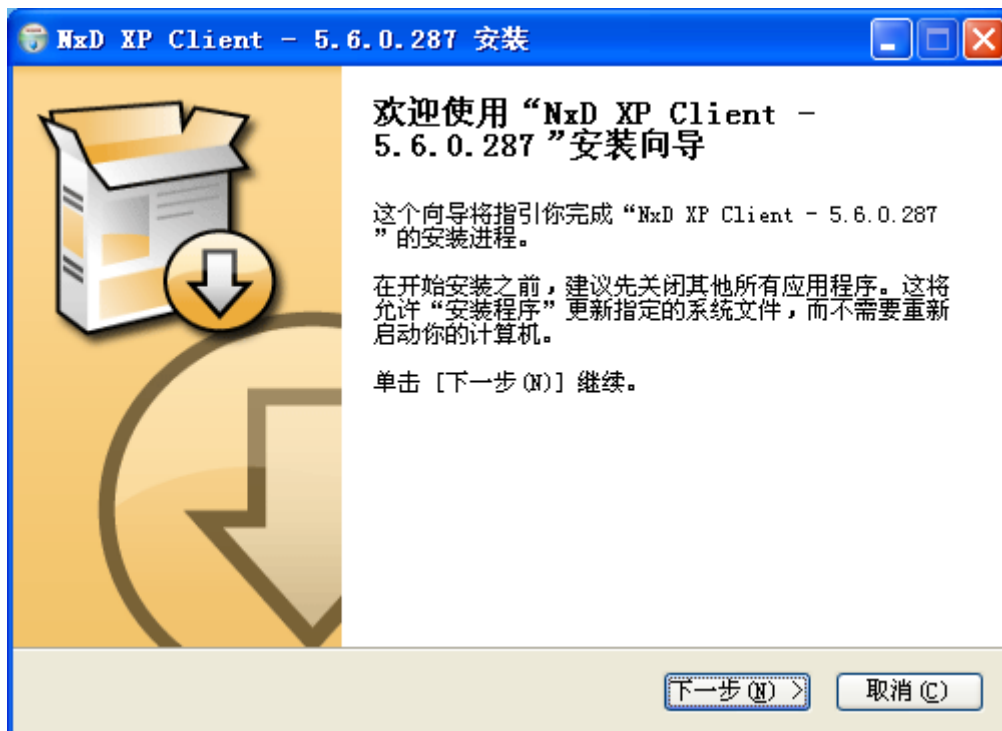 NxD XP Client - 5.6.0.287 安装
欢迎使用“NxD XP Client -
5.6.0.287 ”安装向导
这个向导将指引你完成“NxD XP Client - 5.6.0.287
”的安装进程。
在开始安装之前，建议先关闭其他所有应用程序。这将
允许“安装程序”更新指定的系统文件，而不需要重新
启动你的计算机。
单击 [下一步(N)] 继续。
下一步(N) >
取消(C)